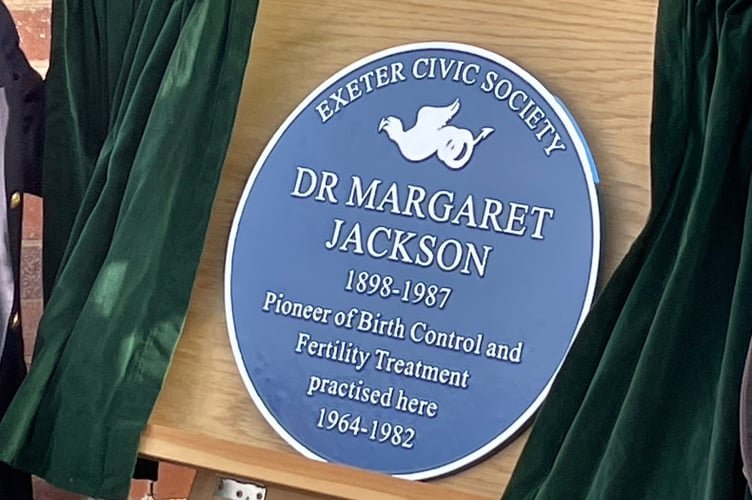 EXETER CIVIC SOCIETY
DR MARGARET
JACKSON
1898-1987
Pioneer of Birth Control and
Fertility Treatment
practised here
1964-1982